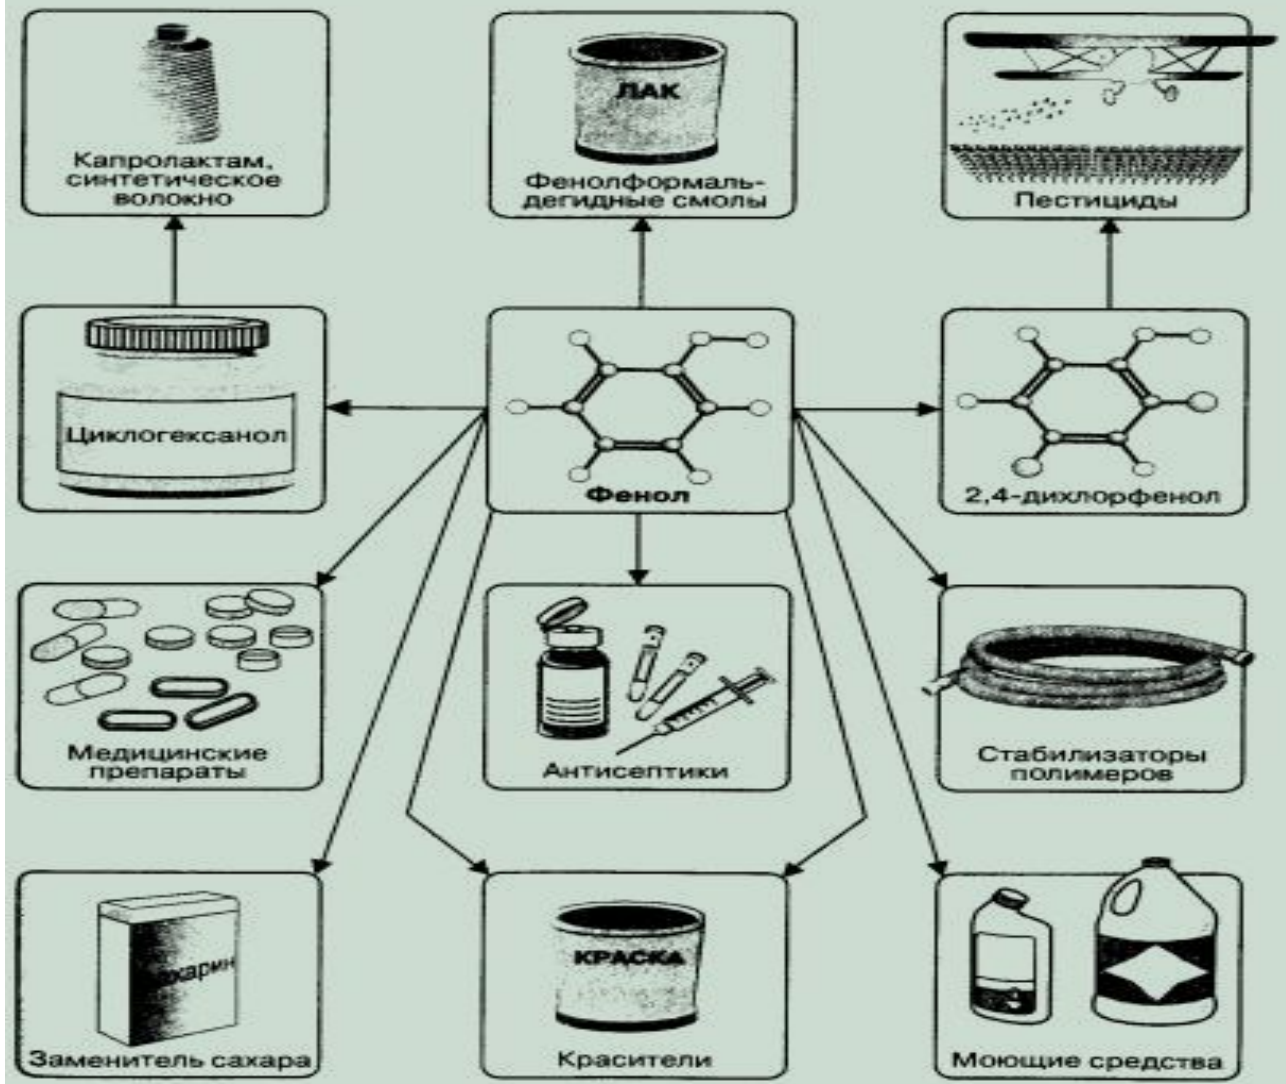 Капролактам,
синтетическое
волокно
ЛАК
Фенолформаль-
дегидные смолы
Пестициды
Циклогексанол
Фенол
2,4-дихлорфенол
Медицинские
препараты
Антисептики
Стабилизаторы
полимеров
Заменитель сахара
КРАСКА
Красители
Моющие средства